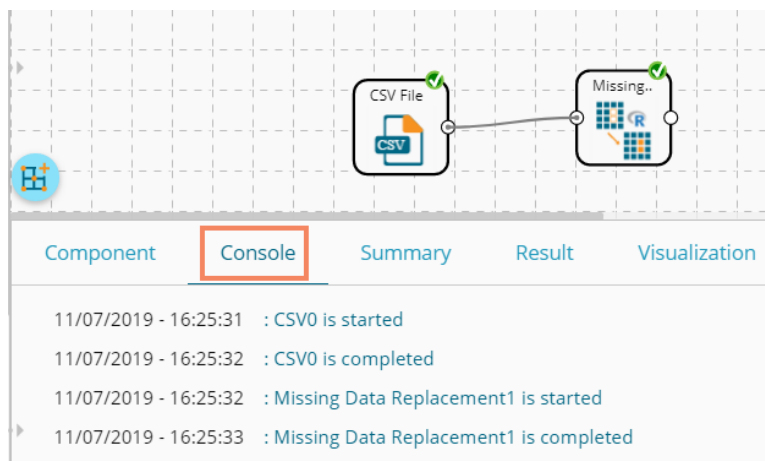 CSV File
CSV
Missing..
R
Component Console Summary Result Visualization
11/07/2019 - 16:25:31 : CSV0 is started
11/07/2019 - 16:25:32 : CSV0 is completed
11/07/2019 - 16:25:32 : Missing Data Replacement1 is started
11/07/2019 - 16:25:33 : Missing Data Replacement1 is completed